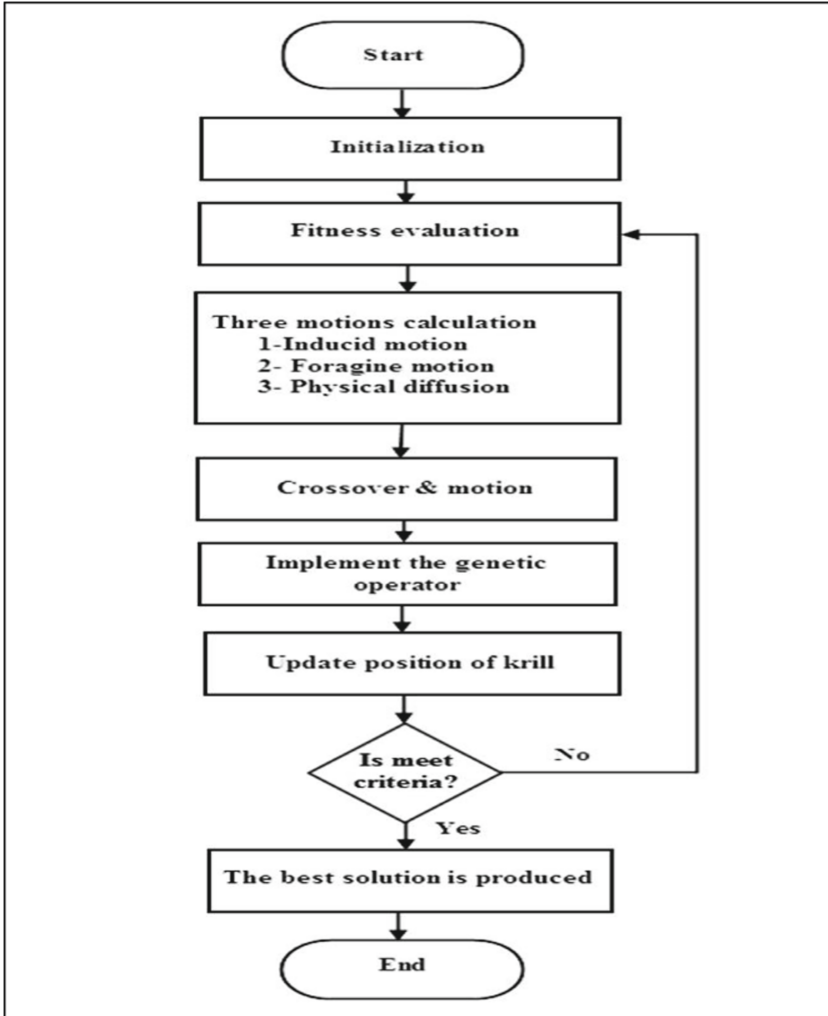 Start
Initialization
Fitness evaluation
Three motions calculation
1-Inducid motion
2- Foragine motion
3- Physical diffusion
Crossover & motion
Implement the genetic
operator
Update position of krill
Is meet
criteria?
No
Yes
The best solution is produced
End